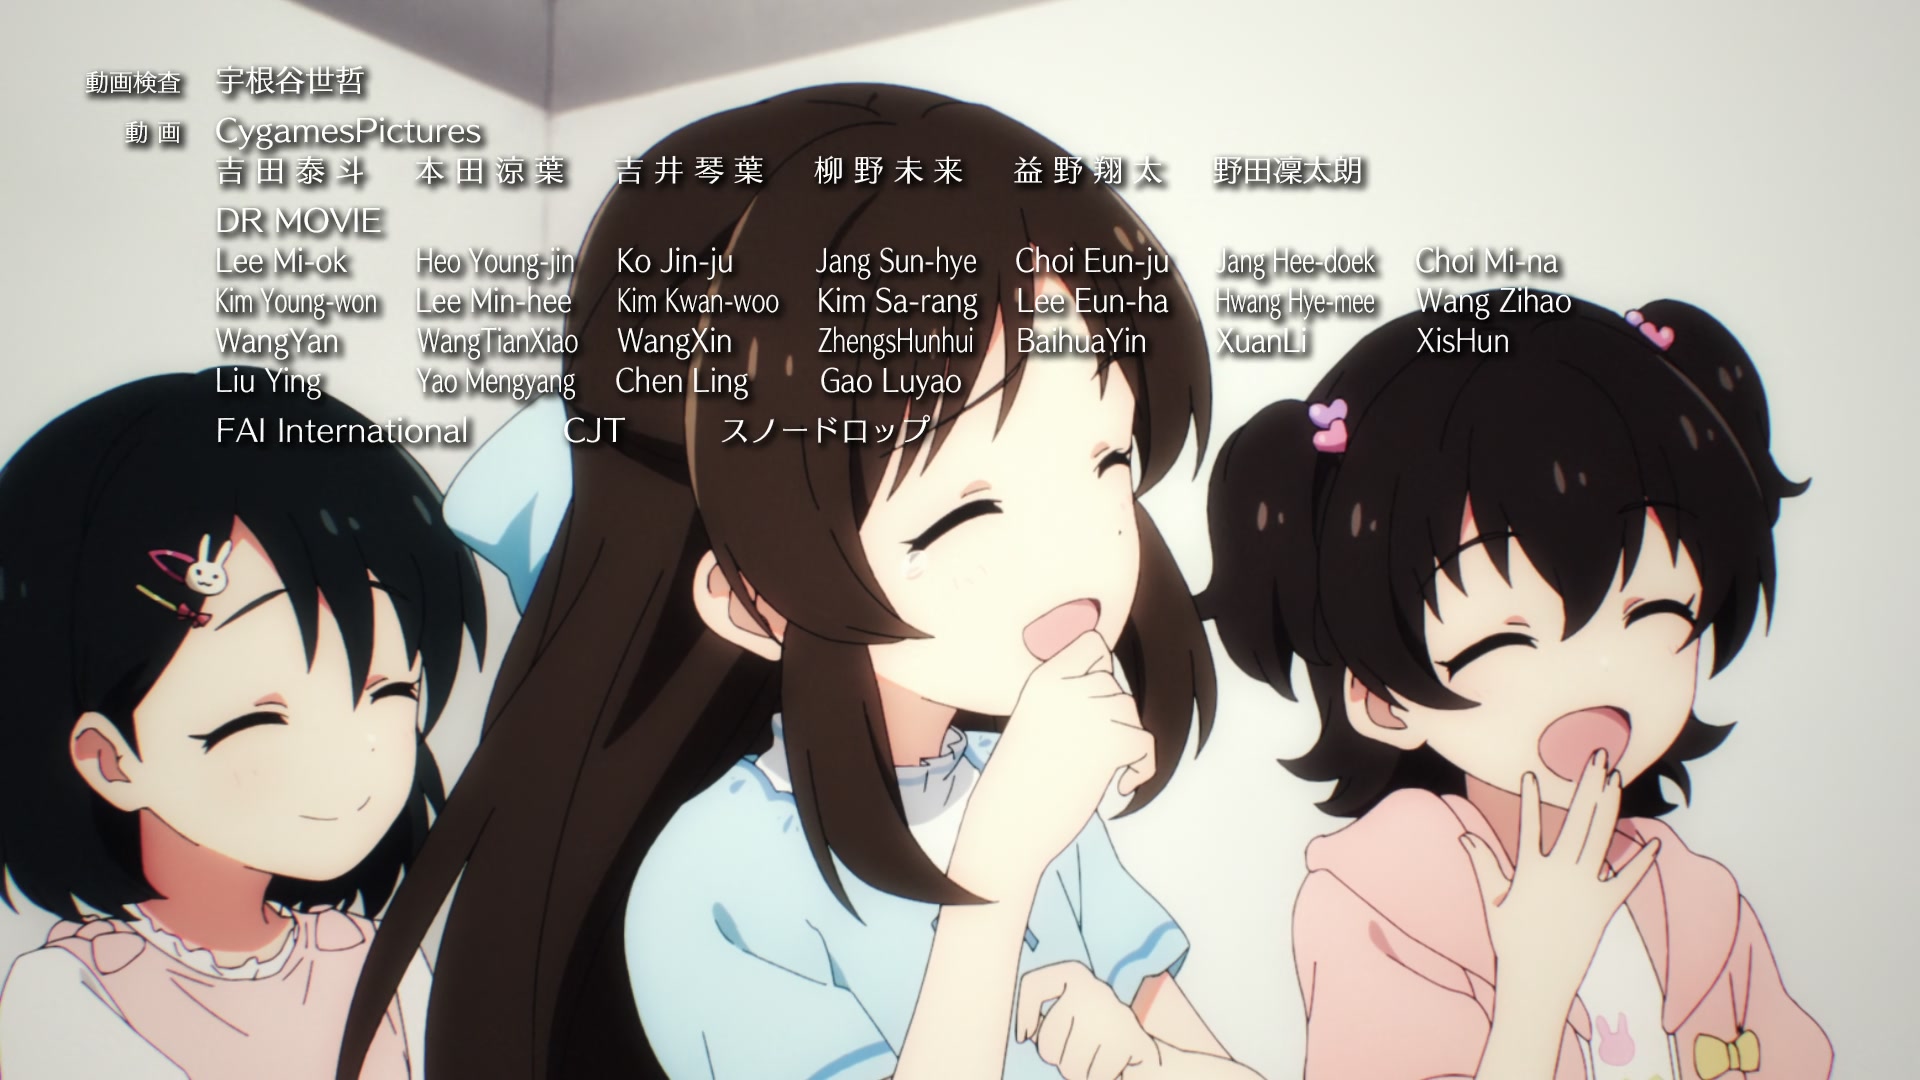 動画検査 宇根谷世哲
動画 CygamesPictures
吉田泰斗 本田涼葉 吉井琴葉 柳野未来 益野翔太 野田凜太朗
DR MOVIE
Lee Mi-ok Heo Young-jin Ko Jin-ju Jang Sun-hye Choi Eun-ju Jang Hee-doek Choi Mi-na
Kim Young-won Lee Min-hee Kim Kwan-woo Kim Sa-rang Lee Eun-ha Hwang Hye-mee Wang Zihao
WangYan WangTianXiao WangXin ZhengsHunhui BaihuaYin XuanLi XisHun
Liu Ying Yao Mengyang Chen Ling Gao Luyao
FAI International CJT スノードロップ